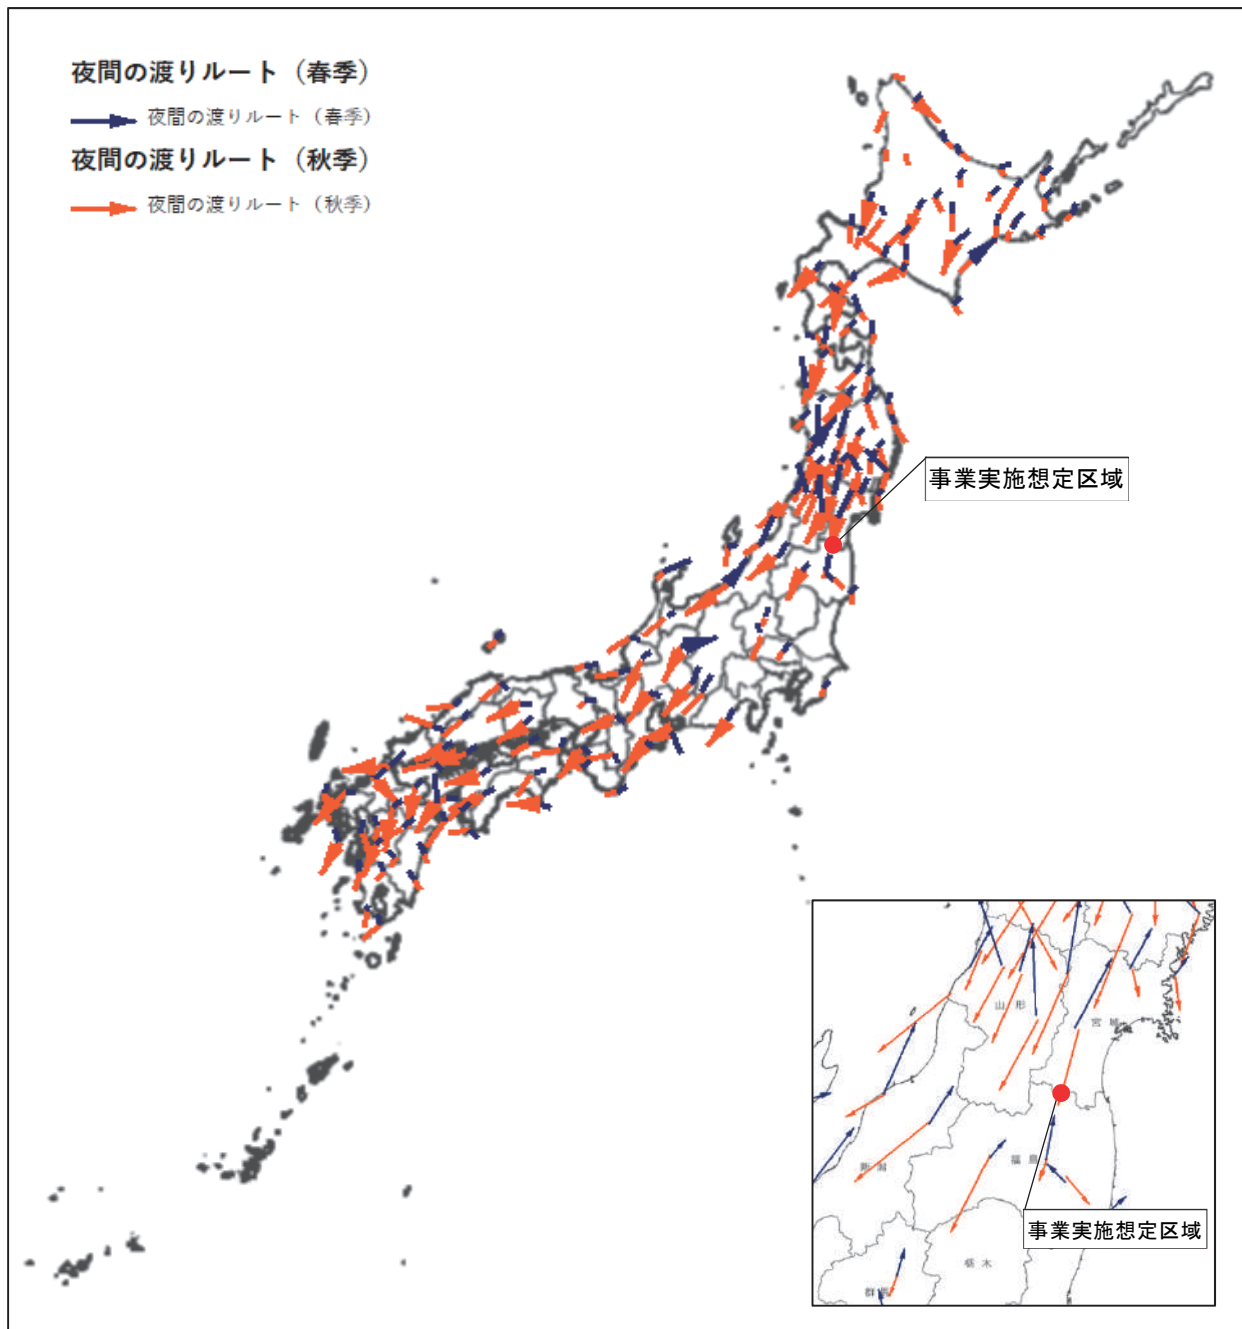 夜間の渡りルート（春季）
夜間の渡りルート（春季）
夜間の渡りルート（秋季）
夜間の渡りルート（秋季）
事業実施想定区域
山形
宮城
新潟
福島
事業実施想定区域
栃木
群馬